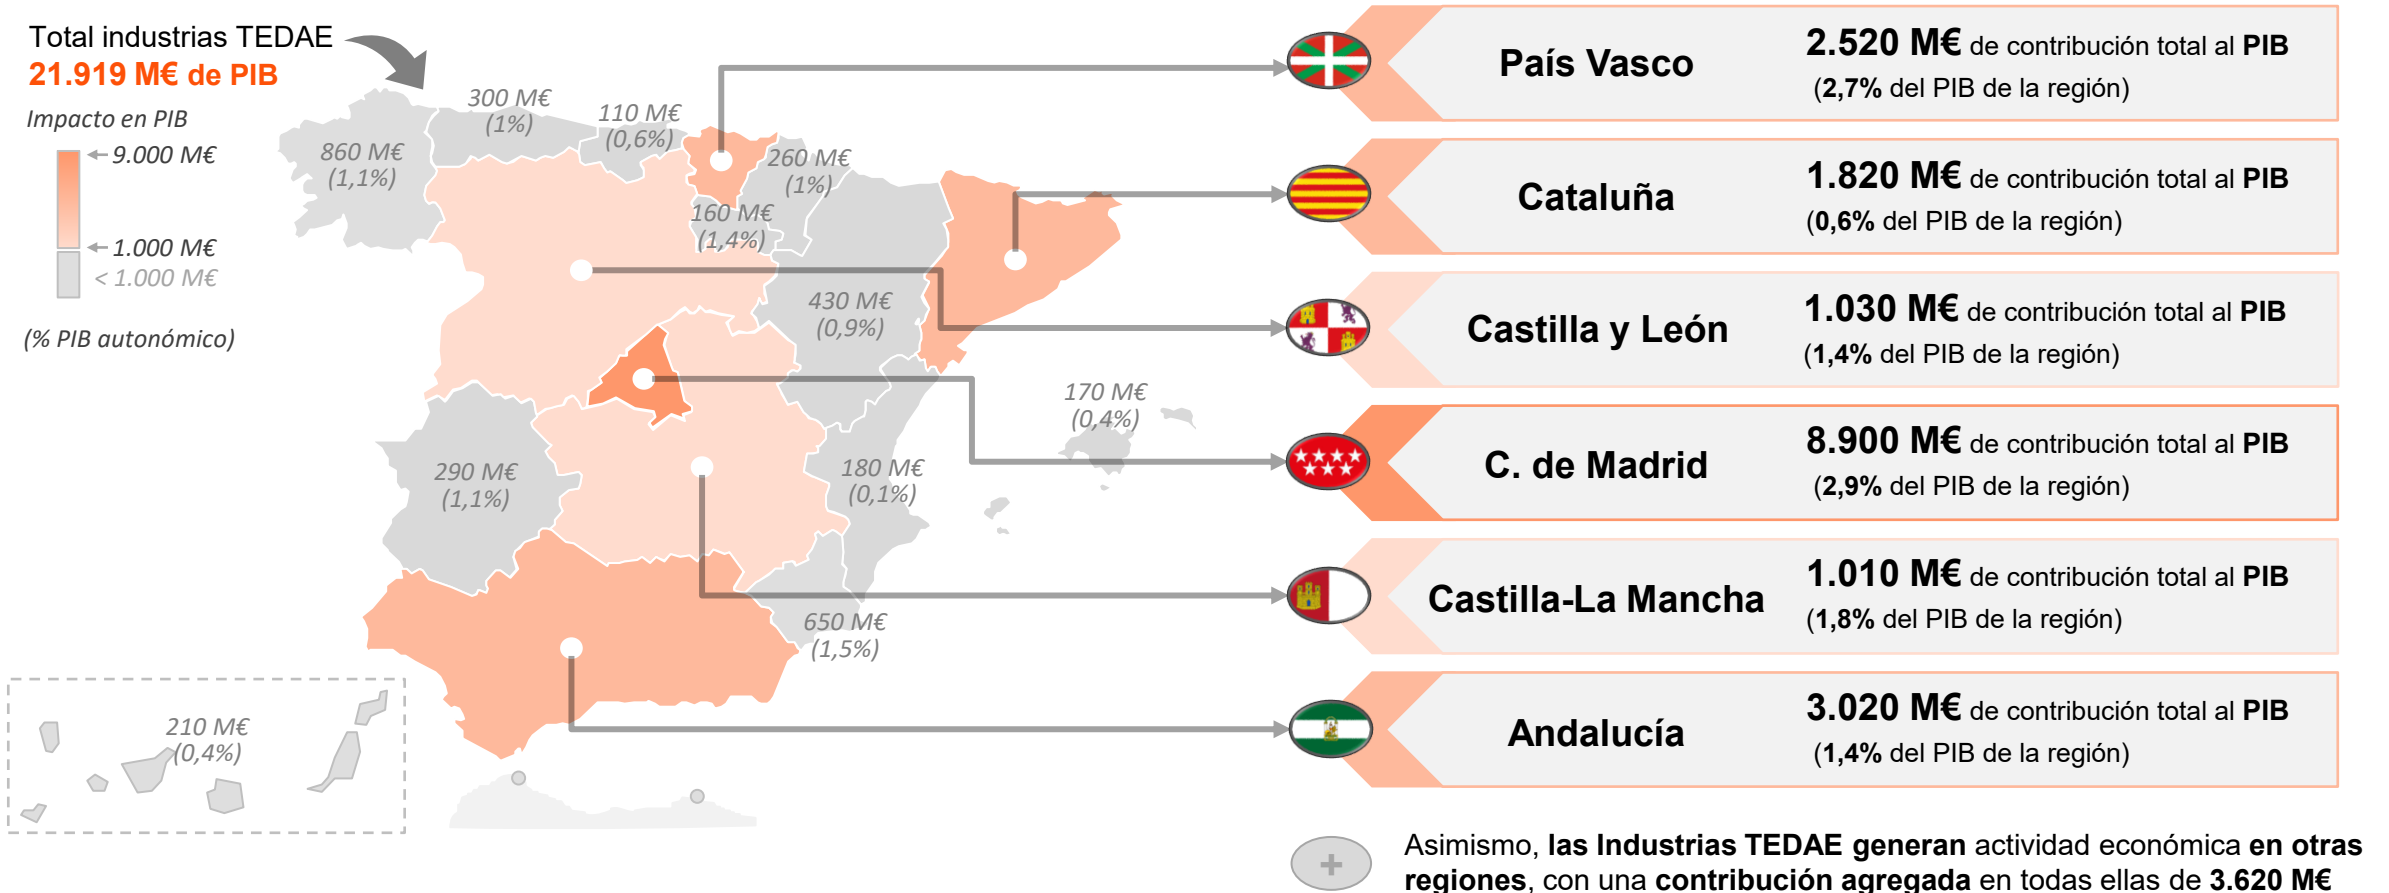 Total industrias TEDAE
21.919 M€ de PIB
Impacto en PIB
9.000 M€
1.000 M€
< 1.000 M€
(% PIB autonómico)
300 M€
(1%)
110 M€
(0,6%)
860 M€
(1,1%)
260 M€
(1%)
160 M€
(1,4%)
430 M€
(0,9%)
170 M€
(0,4%)
290 M€
(1,1%)
180 M€
(0,1%)
650 M€
(1,5%)
210 M€
(0,4%)
País Vasco
2.520 M€ de contribución total al PIB
(2,7% del PIB de la región)
Cataluña
1.820 M€ de contribución total al PIB
(0,6% del PIB de la región)
Castilla y León
1.030 M€ de contribución total al PIB
(1,4% del PIB de la región)
C. de Madrid
8.900 M€ de contribución total al PIB
(2,9% del PIB de la región)
Castilla-La Mancha
1.010 M€ de contribución total al PIB
(1,8% del PIB de la región)
Andalucía
3.020 M€ de contribución total al PIB
(1,4% del PIB de la región)
+
Asimismo, las Industrias TEDAE generan actividad económica en otras
regiones, con una contribución agregada en todas ellas de 3.620 M€